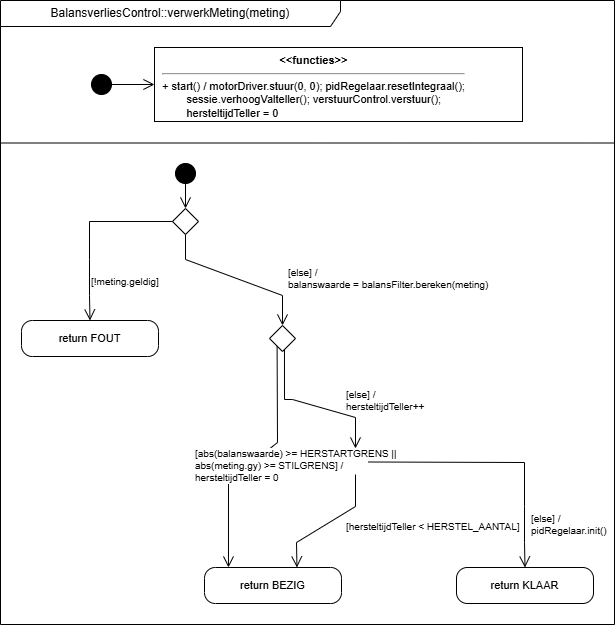 BalansverliesControl::verwerkMeting(meting)
<<functies>>
+ start() / motorDriver.stuur(0, 0); pidRegelaar.resetIntegraal();
sessie.verhoogValteller(); verstuurControl.verstuur();
hersteltijdTeller = 0
[else] /
balanswaarde = balansFilter.bereken(meting)
[!meting.geldig]
return FOUT
[else] /
hersteltijdTeller++
[abs(balanswaarde) >= HERSTARTGRENS ||
abs(meting.gy) >= STILGRENS] /
hersteltijdTeller = 0
[hersteltijdTeller < HERSTEL_AANTAL]
[else] /
pidRegelaar.init()
return BEZIG
return KLAAR